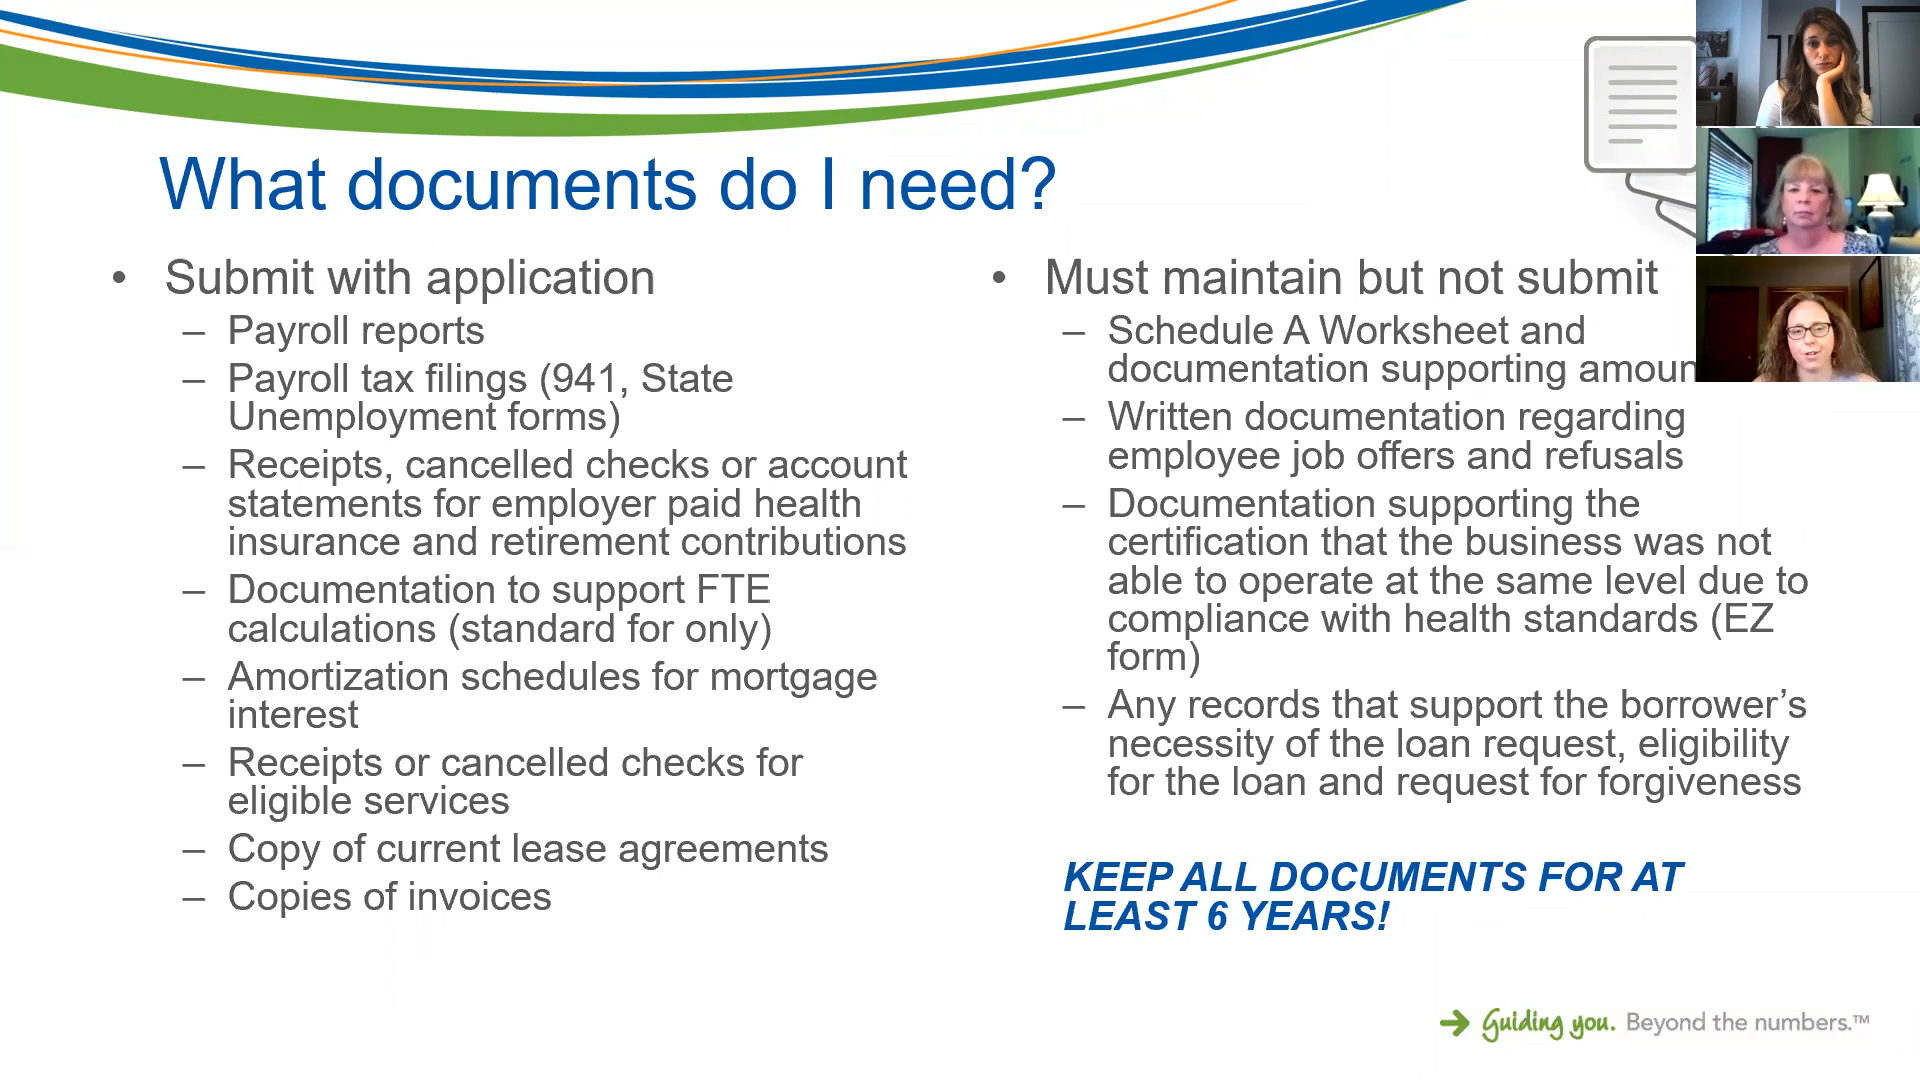 What documents do I need?
• Submit with application
– Payroll reports
– Payroll tax filings (941, State
Unemployment forms)
– Receipts, cancelled checks or account
statements for employer paid health
insurance and retirement contributions
– Documentation to support FTE
calculations (standard for only)
– Amortization schedules for mortgage
interest
– Receipts or cancelled checks for
eligible services
– Copy of current lease agreements
– Copies of invoices
• Must maintain but not submit
– Schedule A Worksheet and
documentation supporting
– Written documentation regarding
employee job offers and refusals
– Documentation supporting the
certification that the business was not
able to operate at the same level due to
compliance with health standards (EZ
form)
– Any records that support the borrower’s
necessity of the loan request, eligibility
for the loan and request for forgiveness
KEEP ALL DOCUMENTS FOR AT
LEAST 6 YEARS!
Guiding you. Beyond the numbers.™